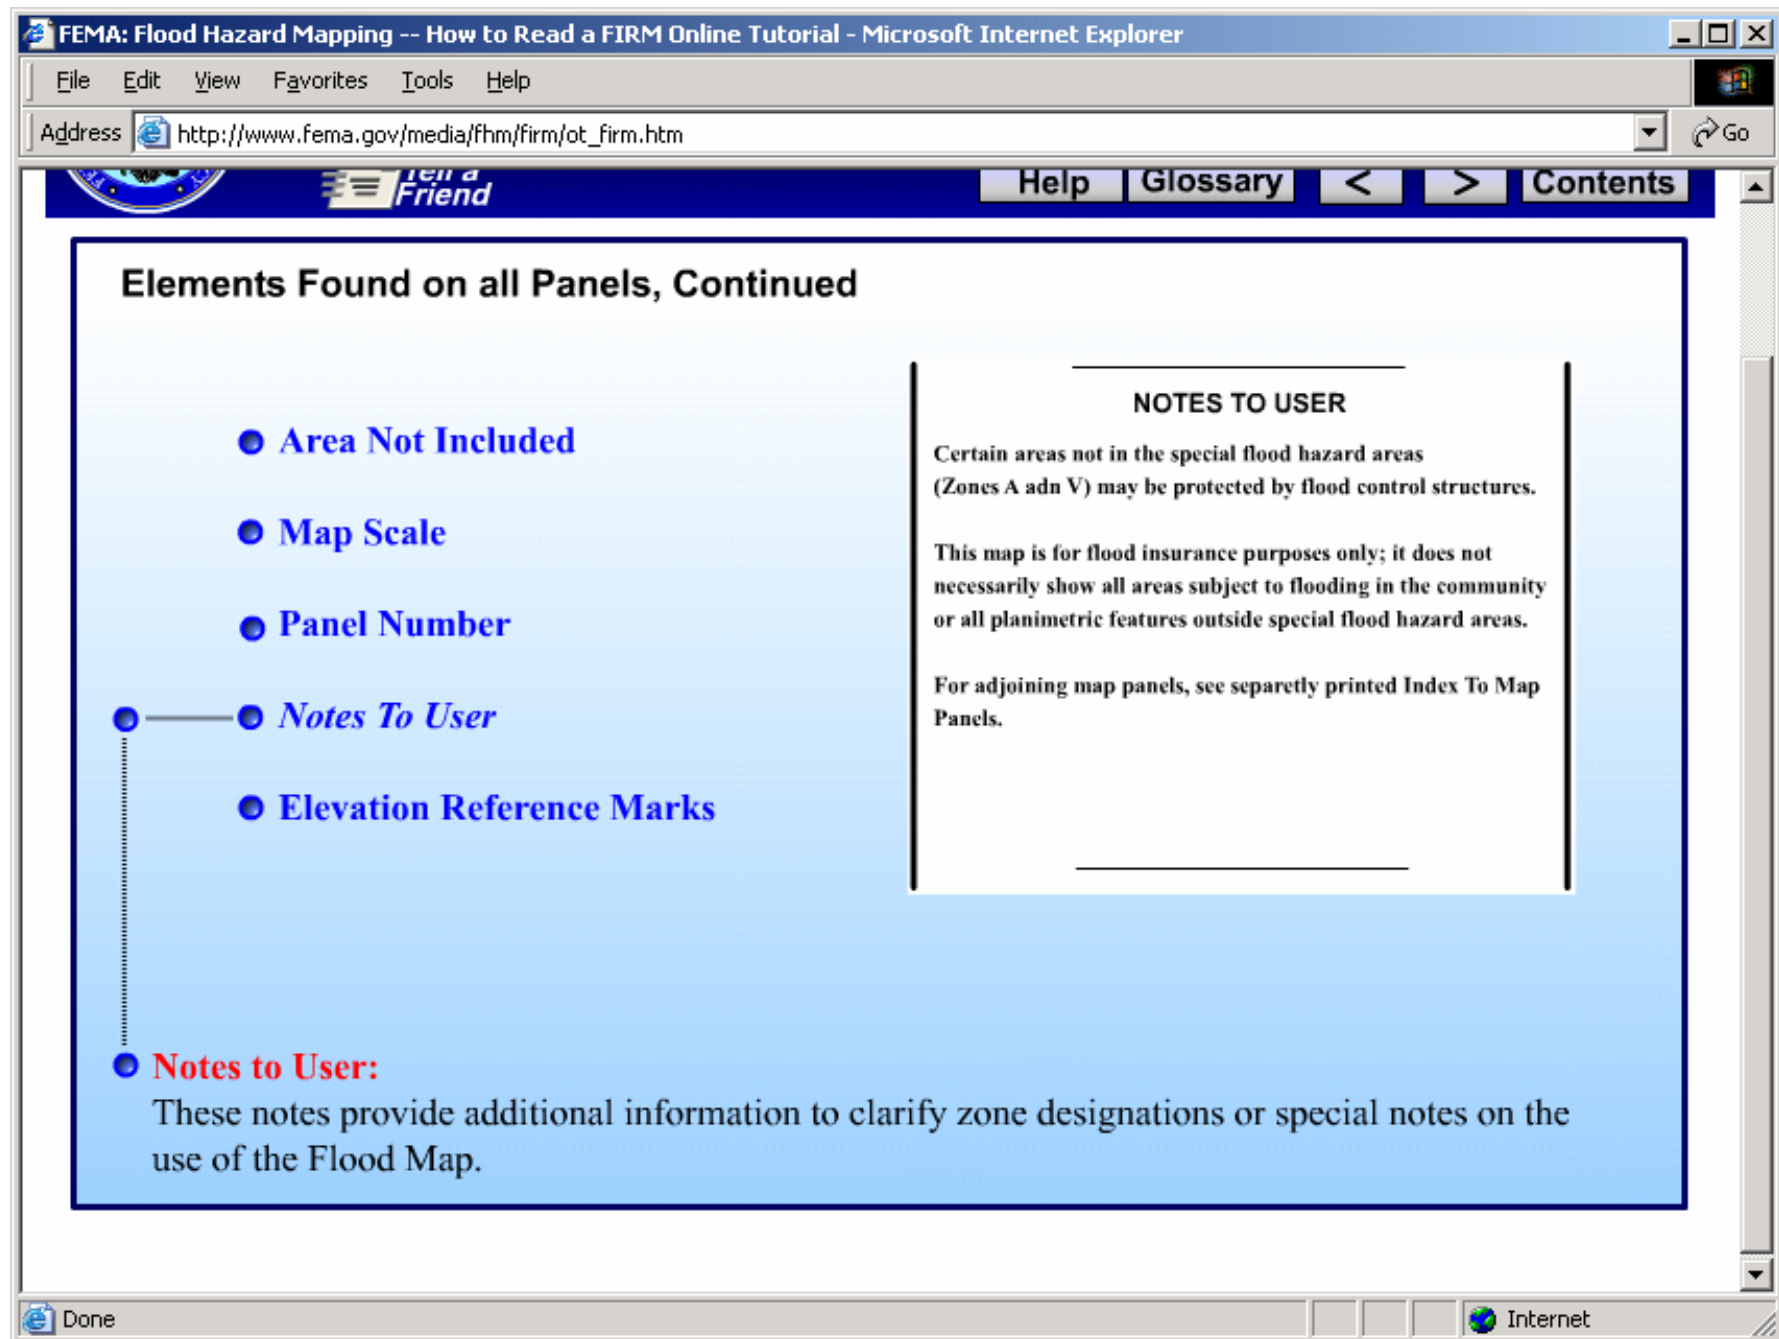 FEMA: Flood Hazard Mapping -- How to Read a FIRM Online Tutorial - Microsoft Internet Explorer
File Edit View Favorites Tools Help
Address http://www.fema.gov/media/fhm/firm/ot_firm.htm Go
Tell a
Friend
Help Glossary < > Contents
Elements Found on all Panels, Continued
Area Not Included
Map Scale
Panel Number
Notes To User
Elevation Reference Marks
NOTES TO USER
Certain areas not in the special flood hazard areas
(Zones A adn V) may be protected by flood control structures.
This map is for flood insurance purposes only; it does not
necessarily show all areas subject to flooding in the community
or all planimetric features outside special flood hazard areas.
For adjoining map panels, see separetly printed Index To Map
Panels.
Notes to User:
These notes provide additional information to clarify zone designations or special notes on the
use of the Flood Map.
Done Internet